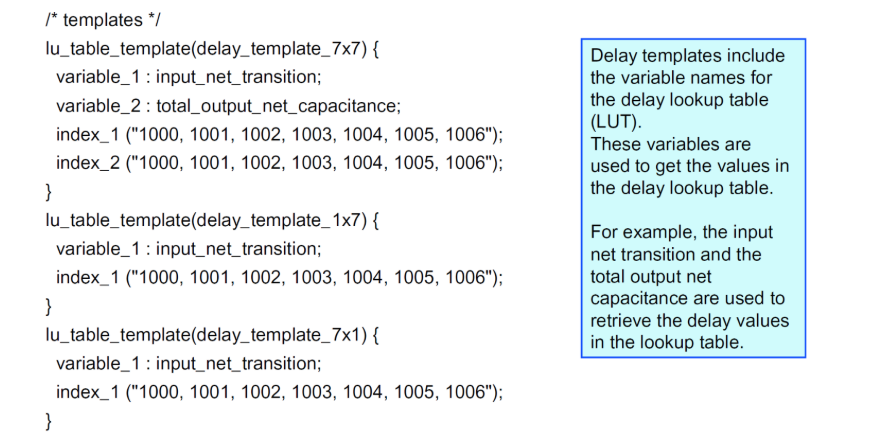 /* templates */
lu_table_template(delay_template_7x7) {
variable_1 : input_net_transition;
variable_2 : total_output_net_capacitance;
index_1 ("1000, 1001, 1002, 1003, 1004, 1005, 1006");
index_2 ("1000, 1001, 1002, 1003, 1004, 1005, 1006");
}
lu_table_template(delay_template_1x7) {
variable_1 : input_net_transition;
index_1 ("1000, 1001, 1002, 1003, 1004, 1005, 1006");
}
lu_table_template(delay_template_7x1) {
variable_1 : input_net_transition;
index_1 ("1000, 1001, 1002, 1003, 1004, 1005, 1006");
}
Delay templates include
the variable names for
the delay lookup table
(LUT).
These variables are
used to get the values in
the delay lookup table.
For example, the input
net transition and the
total output net
capacitance are used to
retrieve the delay values
in the lookup table.